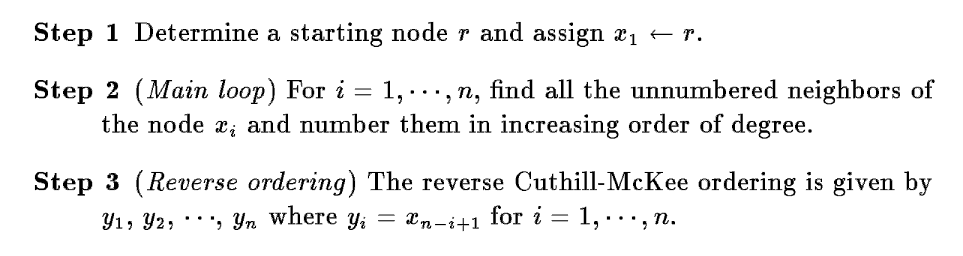 Step 1 Determine a starting node r and assign x₁ ← r.
Step 2 (Main loop) For i = 1, ⋯, n, find all the unnumbered neighbors of
the node xᵢ and number them in increasing order of degree.
Step 3 (Reverse ordering) The reverse Cuthill-McKee ordering is given by
y₁, y₂, ⋯, yₙ where yᵢ = xₙ₋ᵢ₊₁ for i = 1, ⋯, n.